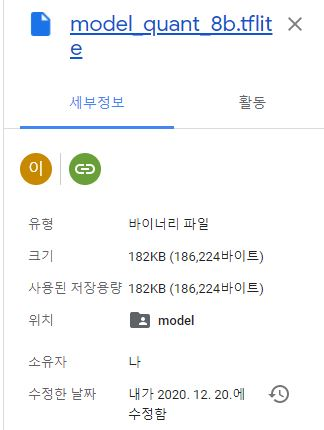 model_quant_8b.tflit
e
세부정보 활동
이
유형 바이너리 파일
크기 182KB (186,224바이트)
사용된 저장용량 182KB (186,224바이트)
위치 model
소유자 나
수정한 날짜 내가 2020. 12. 20.에
수정함